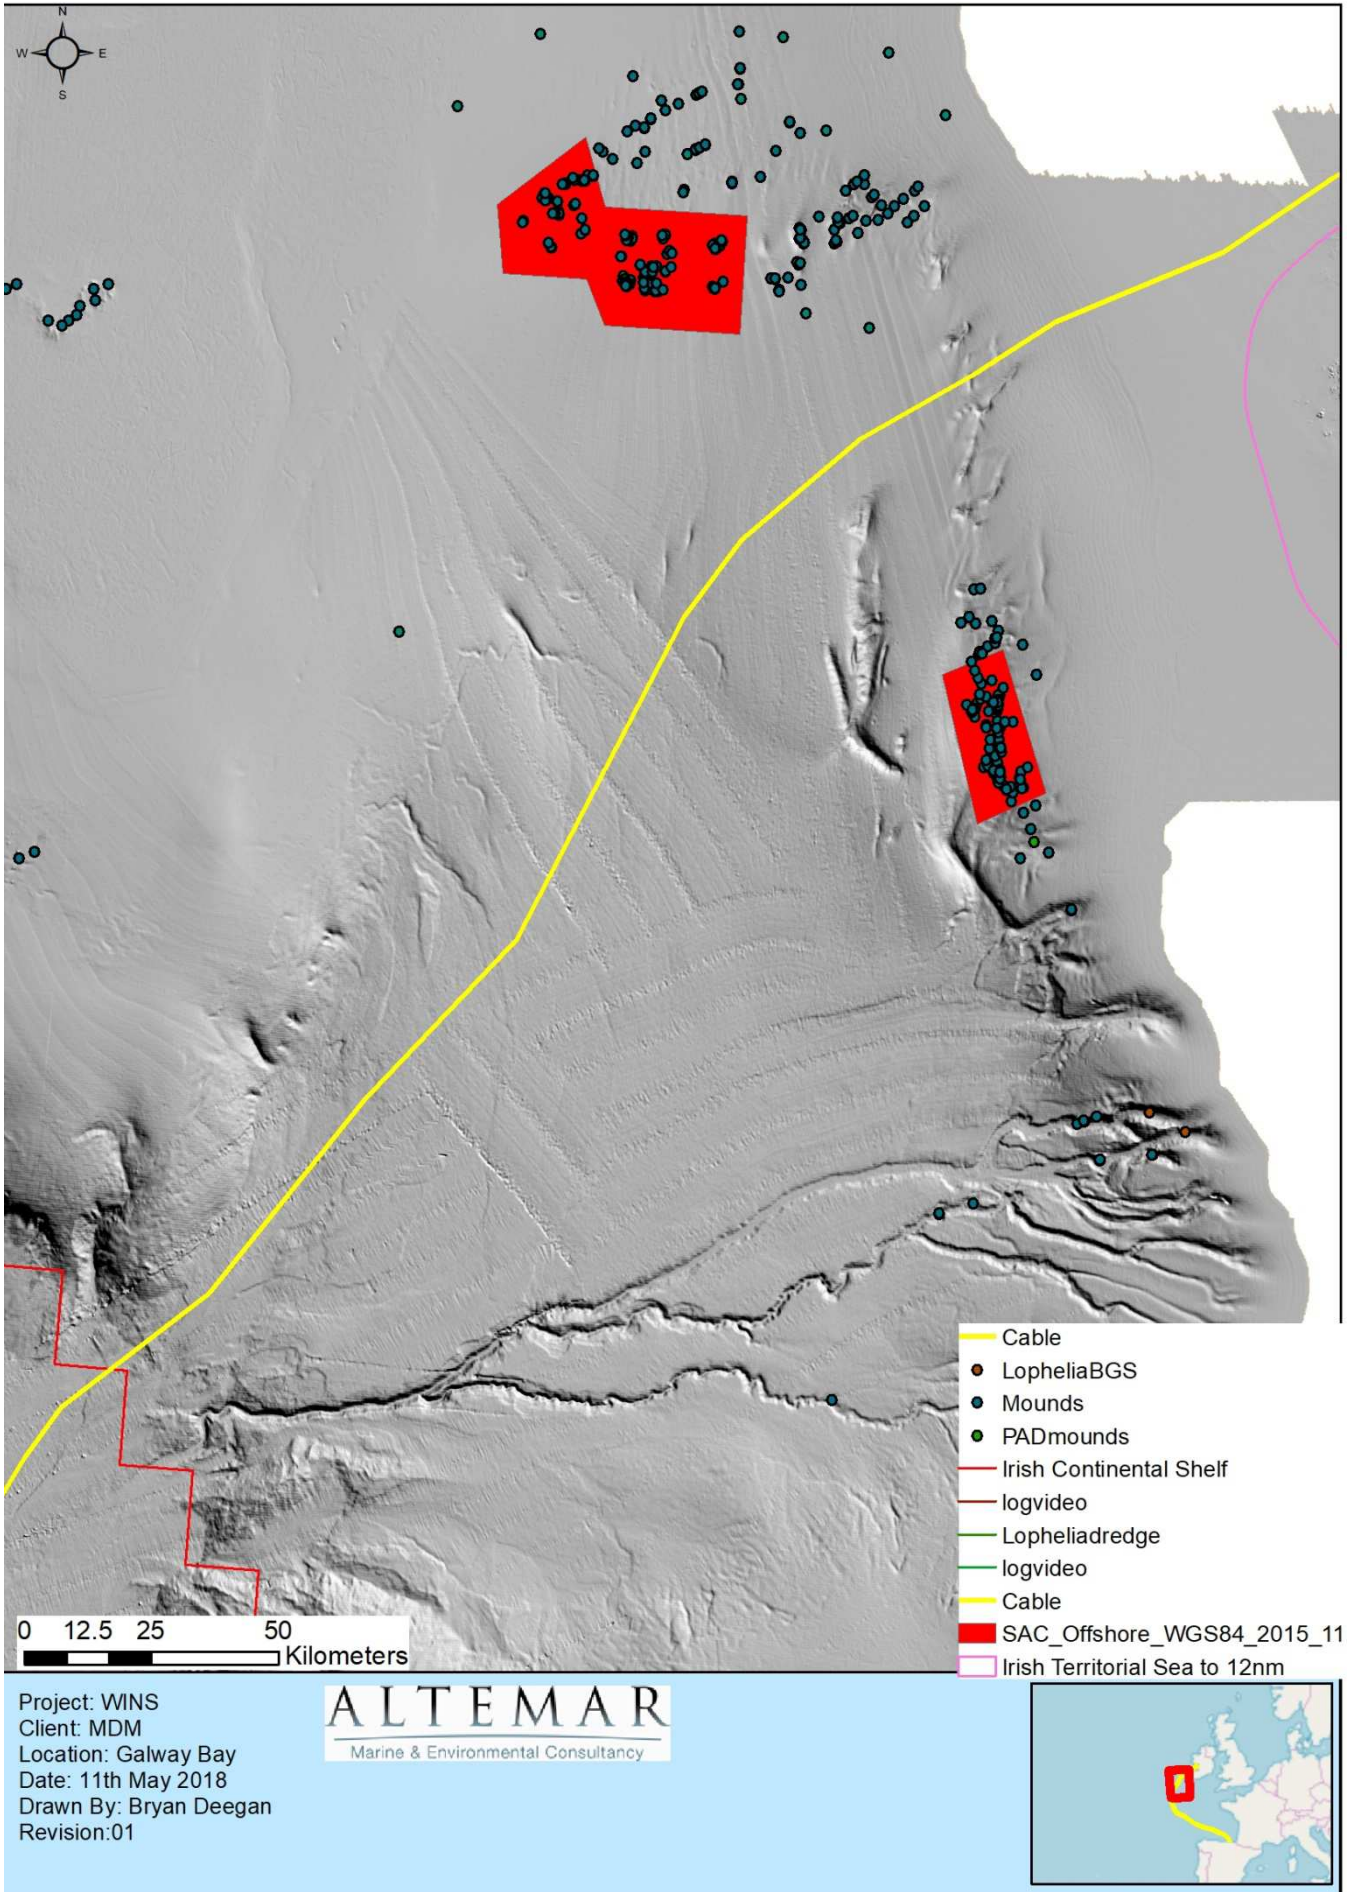 N
W E
S
Cable
LopheliaBGS
Mounds
PADmounds
Irish Continental Shelf
logvideo
Lopheliadredge
logvideo
Cable
SAC_Offshore_WGS84_2015_11
Irish Territorial Sea to 12nm
0 12.5 25 50
Kilometers
Project: WINS
Client: MDM
Location: Galway Bay
Date: 11th May 2018
Drawn By: Bryan Deegan
Revision:01
ALTEMAR
Marine & Environmental Consultancy